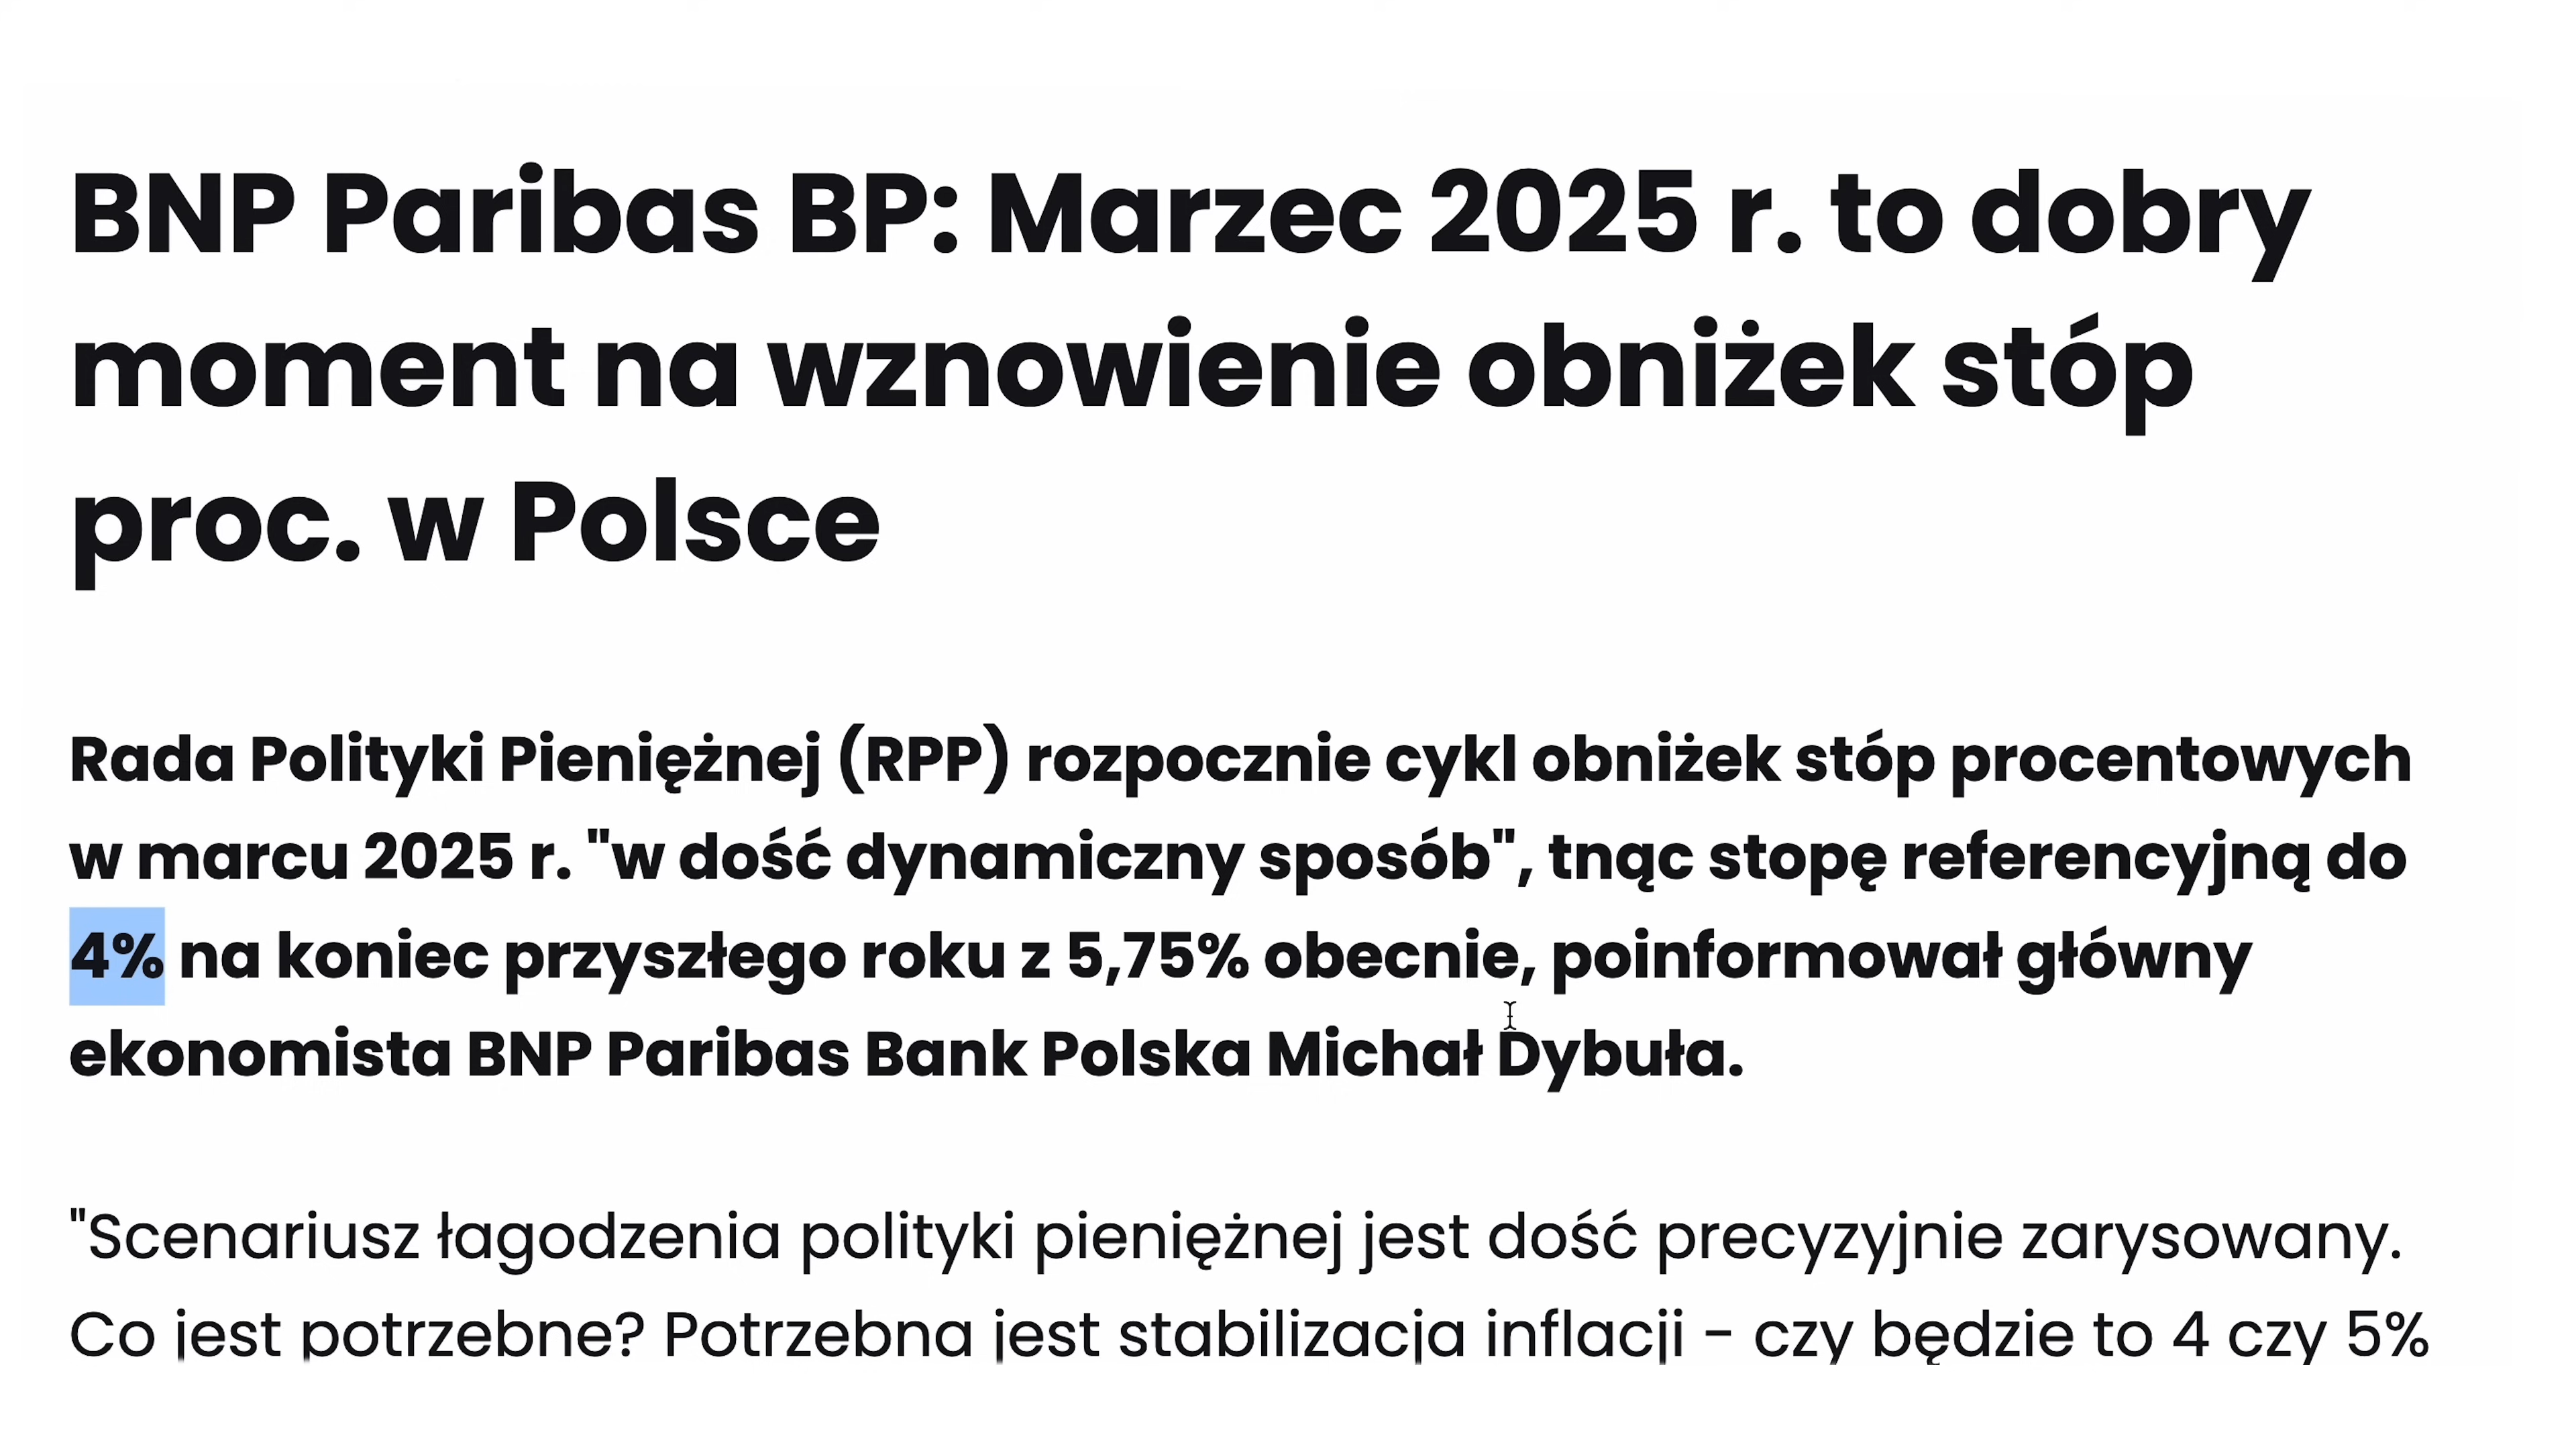 BNP Paribas BP: Marzec 2025 r. to dobry
moment na wznowienie obniżek stóp
proc. w Polsce
Rada Polityki Pieniężnej (RPP) rozpocznie cykl obniżek stóp procentowych
w marcu 2025 r. "w dość dynamiczny sposób", tnąc stopę referencyjną do
4% na koniec przyszłego roku z 5,75% obecnie, poinformował główny
ekonomista BNP Paribas Bank Polska Michał Dybuła.
"Scenariusz łagodzenia polityki pieniężnej jest dość precyzyjnie zarysowany.
Co jest potrzebne? Potrzebna jest stabilizacja inflacji - czy będzie to 4 czy 5%